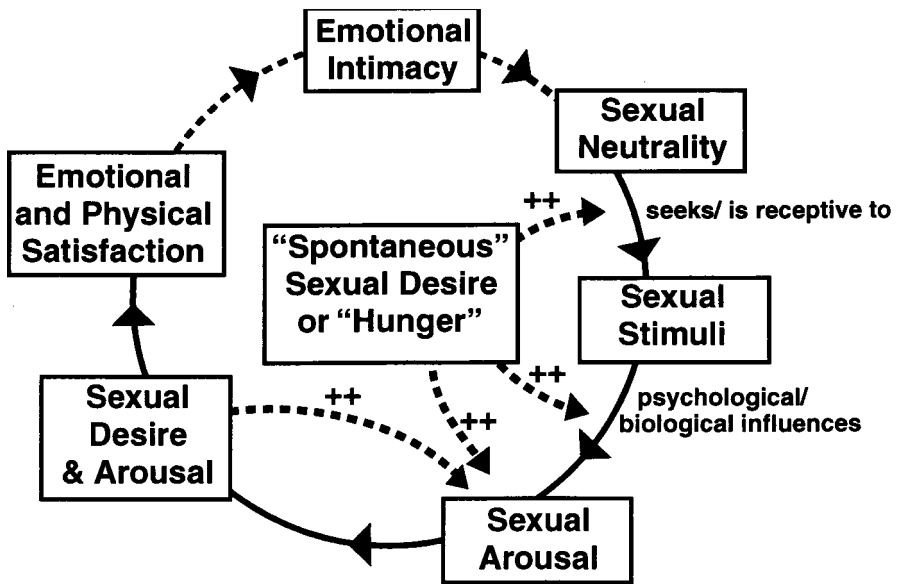 Emotional
Intimacy
Sexual
Neutrality
Emotional
and Physical
Satisfaction
++
seeks/ is receptive to
“Spontaneous”
Sexual Desire
or “Hunger”
Sexual
Stimuli
++
psychological/
biological influences
Sexual
Desire
& Arousal
++
++
Sexual
Arousal